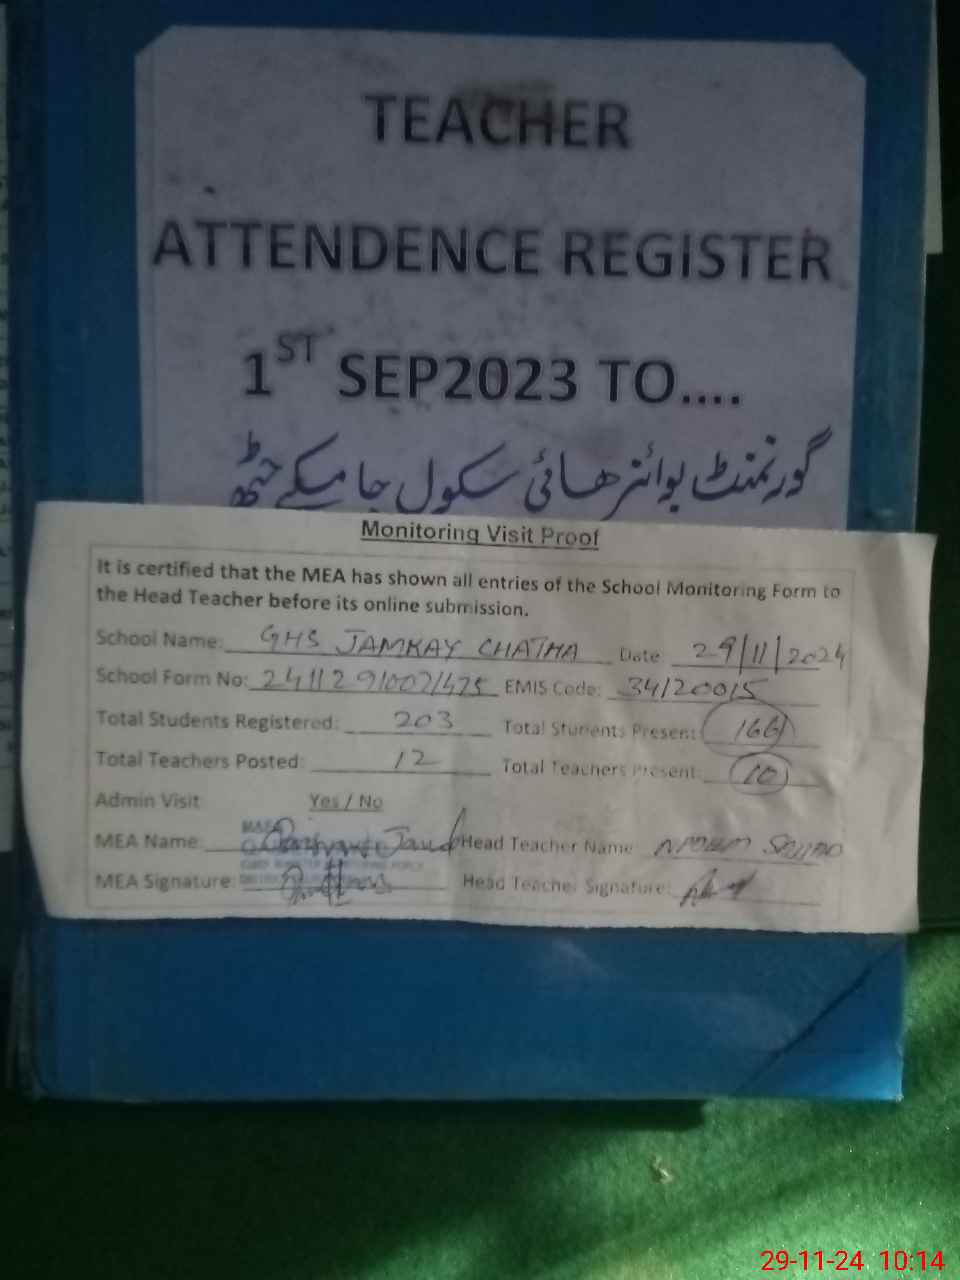 TEACHER
ATTENDENCE REGISTER
1ST SEP2023 TO....
گورنمنٹ بوائز ھائی سکول جامکے چٹھہ
Monitoring Visit Proof
It is certified that the MEA has shown all entries of the School Monitoring Form to
the Head Teacher before its online submission.
School Name: GHS JAMKAY CHATHA Date: 29/11/2024
School Form No: EMIS Code: 34120015
Total Students Registered: 203 Total Students Present: 166
Total Teachers Posted: 12 Total Teachers Present: 10
Admin Visit Yes / No
MEA Name: Head Teacher Name
MEA Signature: Head Teacher Signature:
29-11-24 10:14